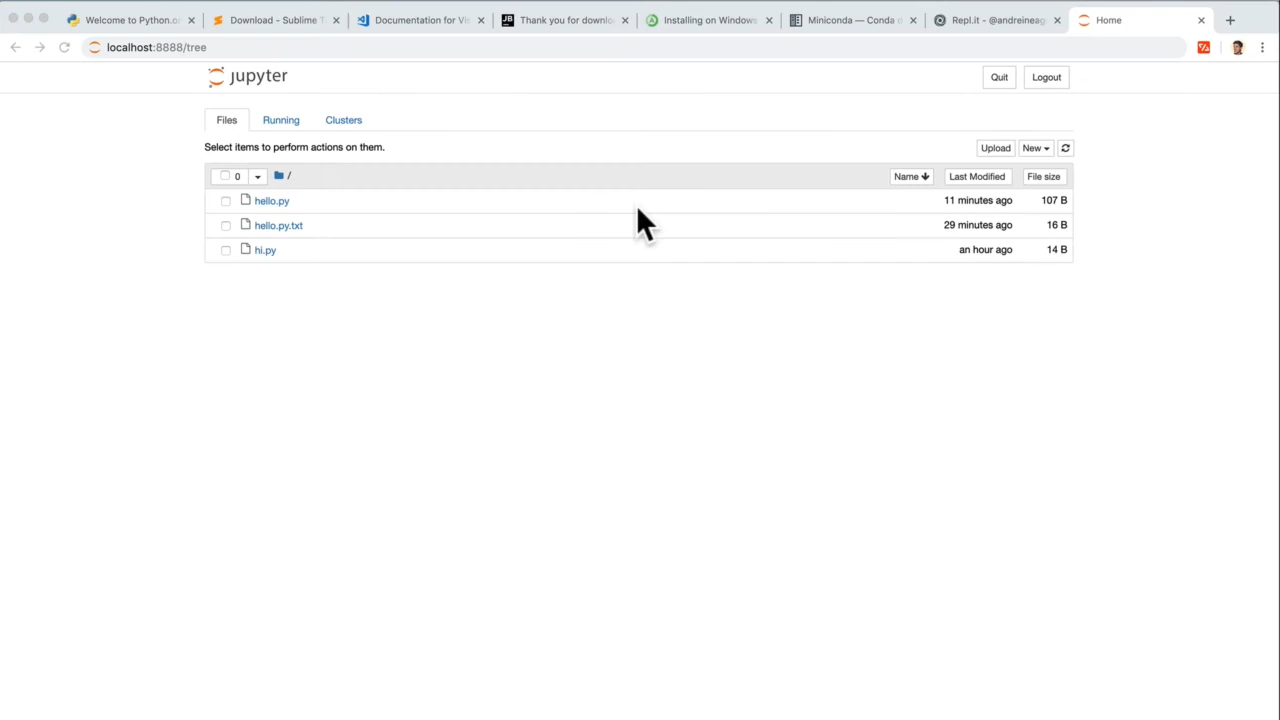 Welcome to Python.or
Download - Sublime T
Documentation for Vis
JB Thank you for downlo
Installing on Windows
Miniconda — Conda d
Repl.it - @andreineag
Home
localhost:8888/tree
jupyter
Quit Logout
Files Running Clusters
Select items to perform actions on them.
Upload New
0 / Name Last Modified File size
hello.py 11 minutes ago 107 B
hello.py.txt 29 minutes ago 16 B
hi.py an hour ago 14 B